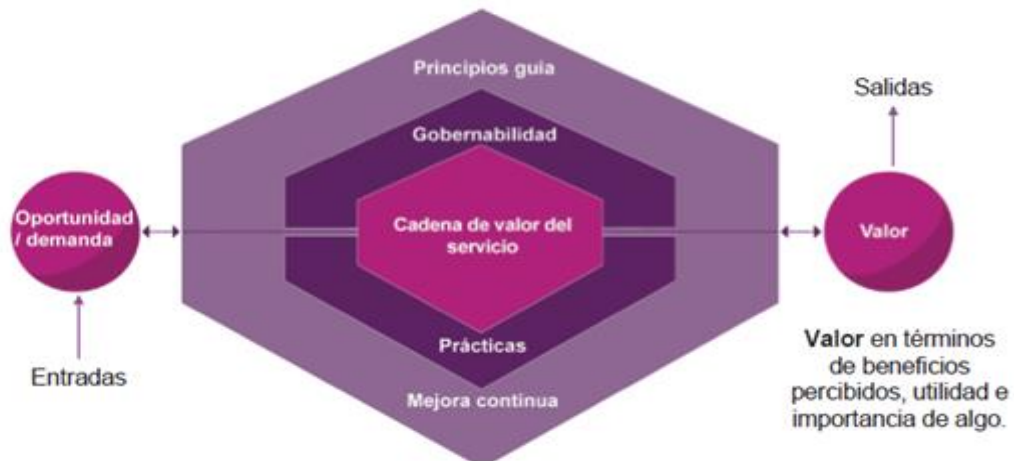 Principios guia
Gobernabilidad
Cadena de valor del
servicio
Prácticas
Mejora continua
Oportunidad
/ demanda
Entradas
Salidas
Valor
Valor en términos
de beneficios
percibidos, utilidad e
importancia de algo.